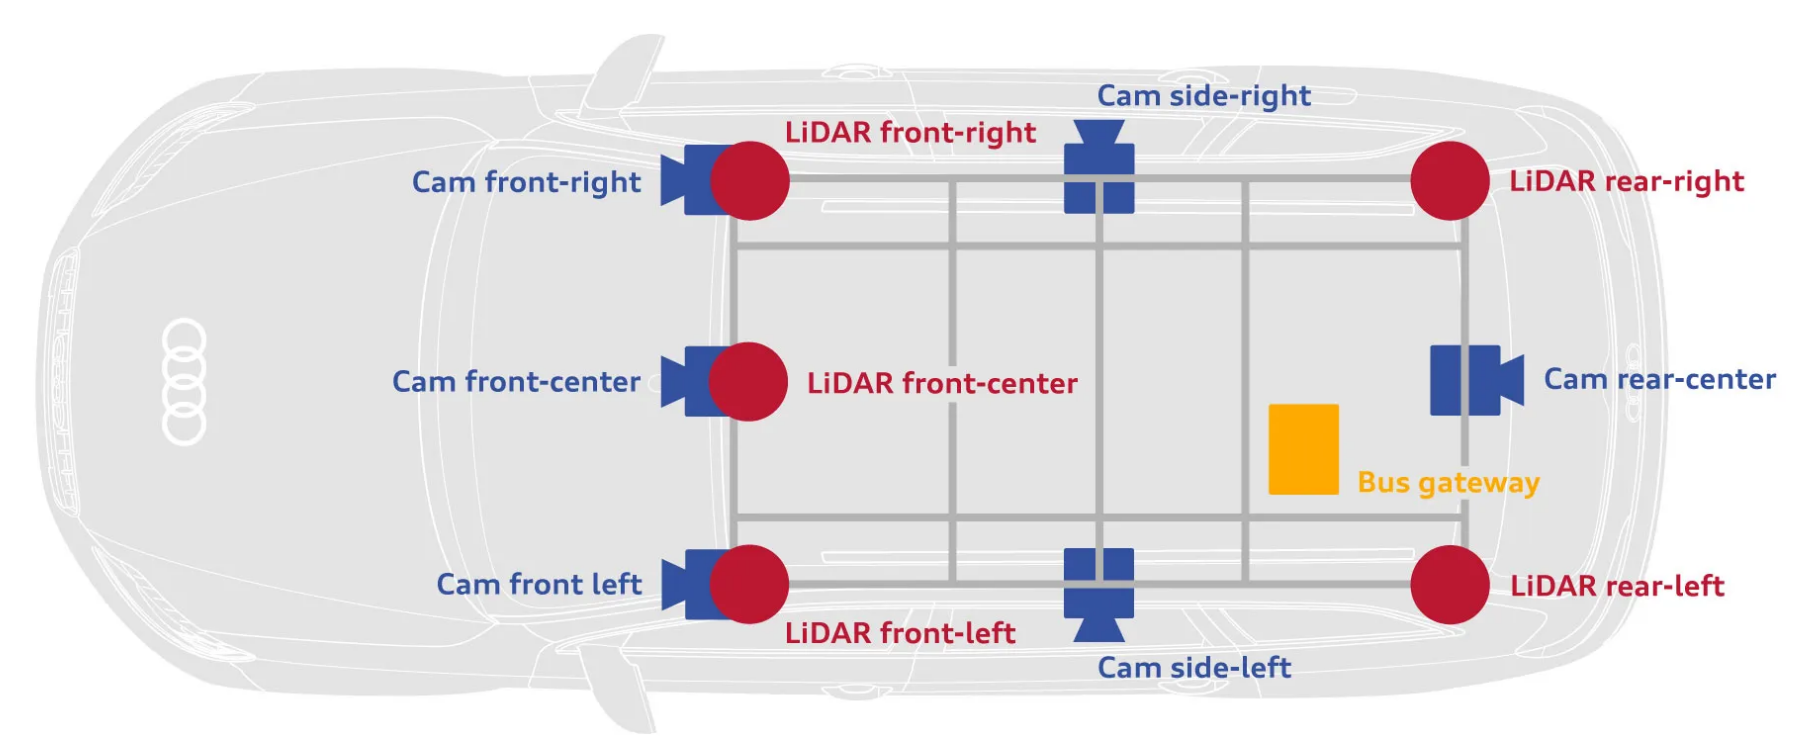 Cam side-right
LiDAR front-right
Cam front-right
LiDAR rear-right
Cam front-center
LiDAR front-center
Cam rear-center
Bus gateway
Cam front left
LiDAR rear-left
LiDAR front-left
Cam side-left